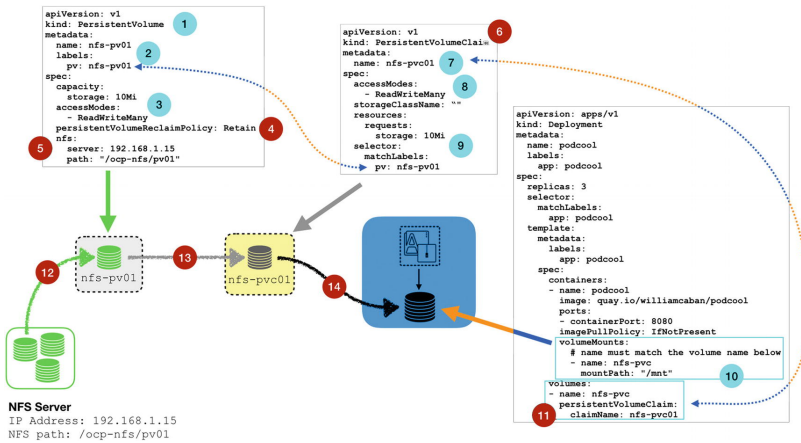 apiVersion: v1
kind: PersistentVolume
1
metadata:
  name: nfs-pv01
  labels:
2
    pv: nfs-pv01
spec:
  capacity:
    storage: 10Mi
  accessModes:
3
    - ReadWriteMany
  persistentVolumeReclaimPolicy: Retain
4
  nfs:
5
    server: 192.168.1.15
    path: "/ocp-nfs/pv01"
apiVersion: v1
6
kind: PersistentVolumeClaim
metadata:
  name: nfs-pvc01
7
spec:
  accessModes:
8
    - ReadWriteMany
  storageClassName: ""
  resources:
    requests:
      storage: 10Mi
  selector:
9
    matchLabels:
      pv: nfs-pv01
apiVersion: apps/v1
kind: Deployment
metadata:
  name: podcool
  labels:
    app: podcool
spec:
  replicas: 3
  selector:
    matchLabels:
      app: podcool
  template:
    metadata:
      labels:
        app: podcool
    spec:
      containers:
      - name: podcool
        image: quay.io/williamcaban/podcool
        ports:
        - containerPort: 8080
        imagePullPolicy: IfNotPresent
        volumeMounts:
          # name must match the volume name below
          - name: nfs-pvc
            mountPath: "/mnt"
10
      volumes:
      - name: nfs-pvc
        persistentVolumeClaim:
11
          claimName: nfs-pvc01
12
nfs-pv01
13
nfs-pvc01
14
NFS Server
IP Address: 192.168.1.15
NFS path: /ocp-nfs/pv01